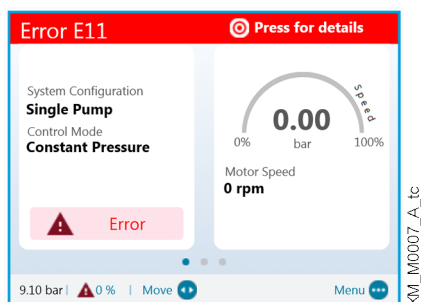 Error E11
Press for details
System Configuration
Single Pump
Control Mode
Constant Pressure
Error
Speed
0.00
0%
bar
100%
Motor Speed
0 rpm
9.10 bar | 0 % | Move
Menu
KM_M0007_A_tc